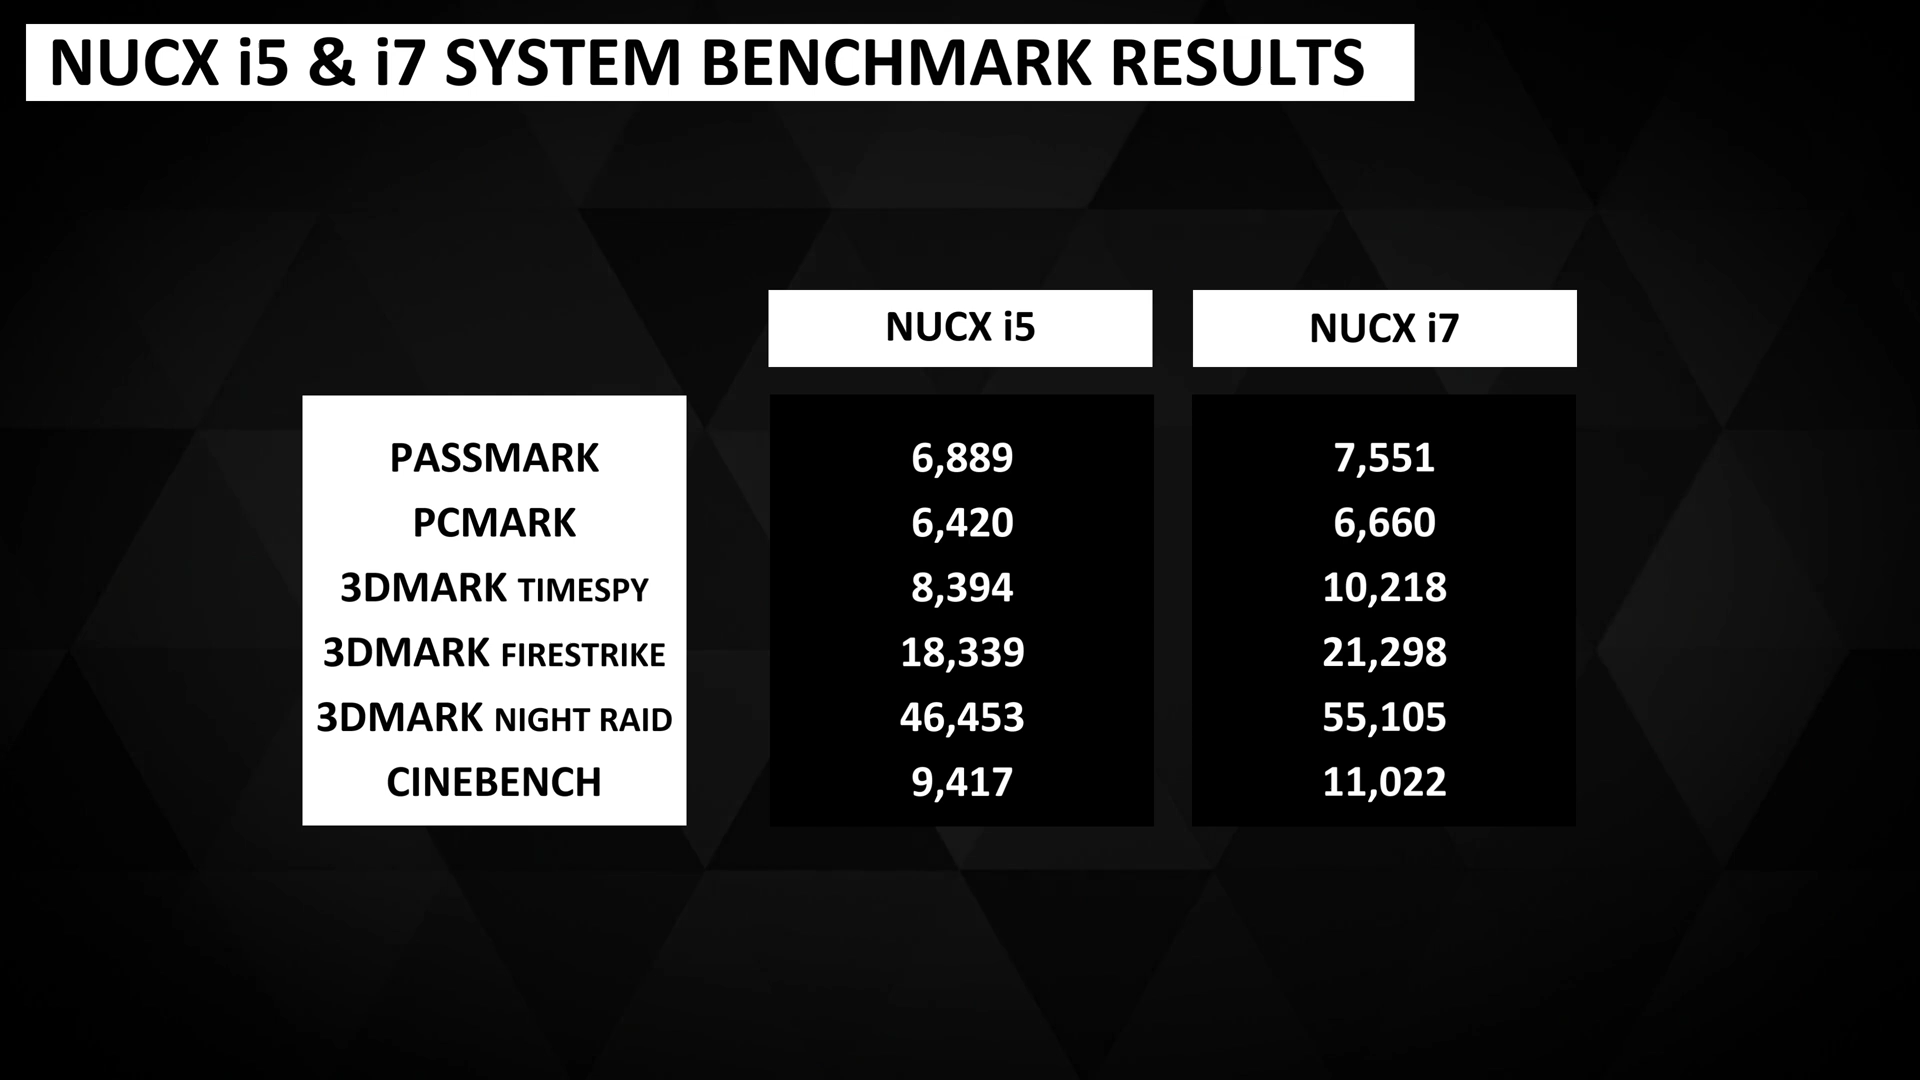 NUCX i5 & i7 SYSTEM BENCHMARK RESULTS
NUCX i5 NUCX i7
PASSMARK 6,889 7,551
PCMARK 6,420 6,660
3DMARK TIMESPY 8,394 10,218
3DMARK FIRESTRIKE 18,339 21,298
3DMARK NIGHT RAID 46,453 55,105
CINEBENCH 9,417 11,022